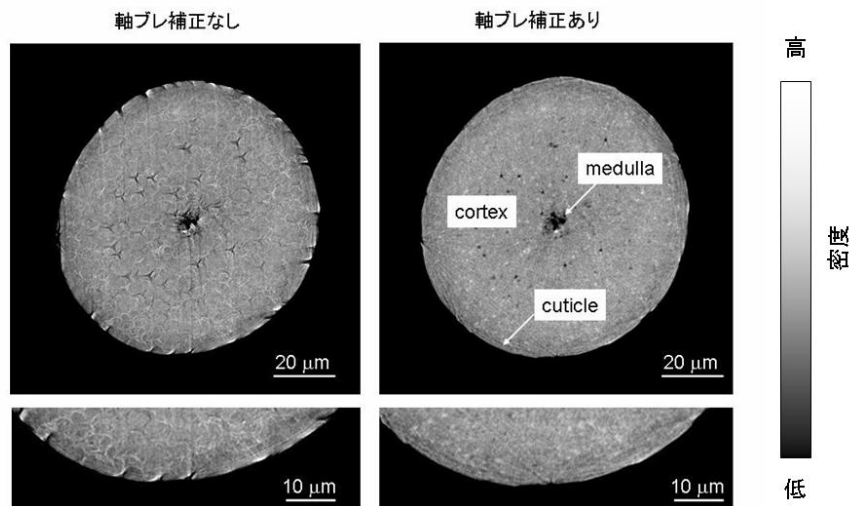 軸ブレ補正なし
軸ブレ補正あり
高
medulla
cortex
cuticle
密度
20 μm
20 μm
10 μm
10 μm
低